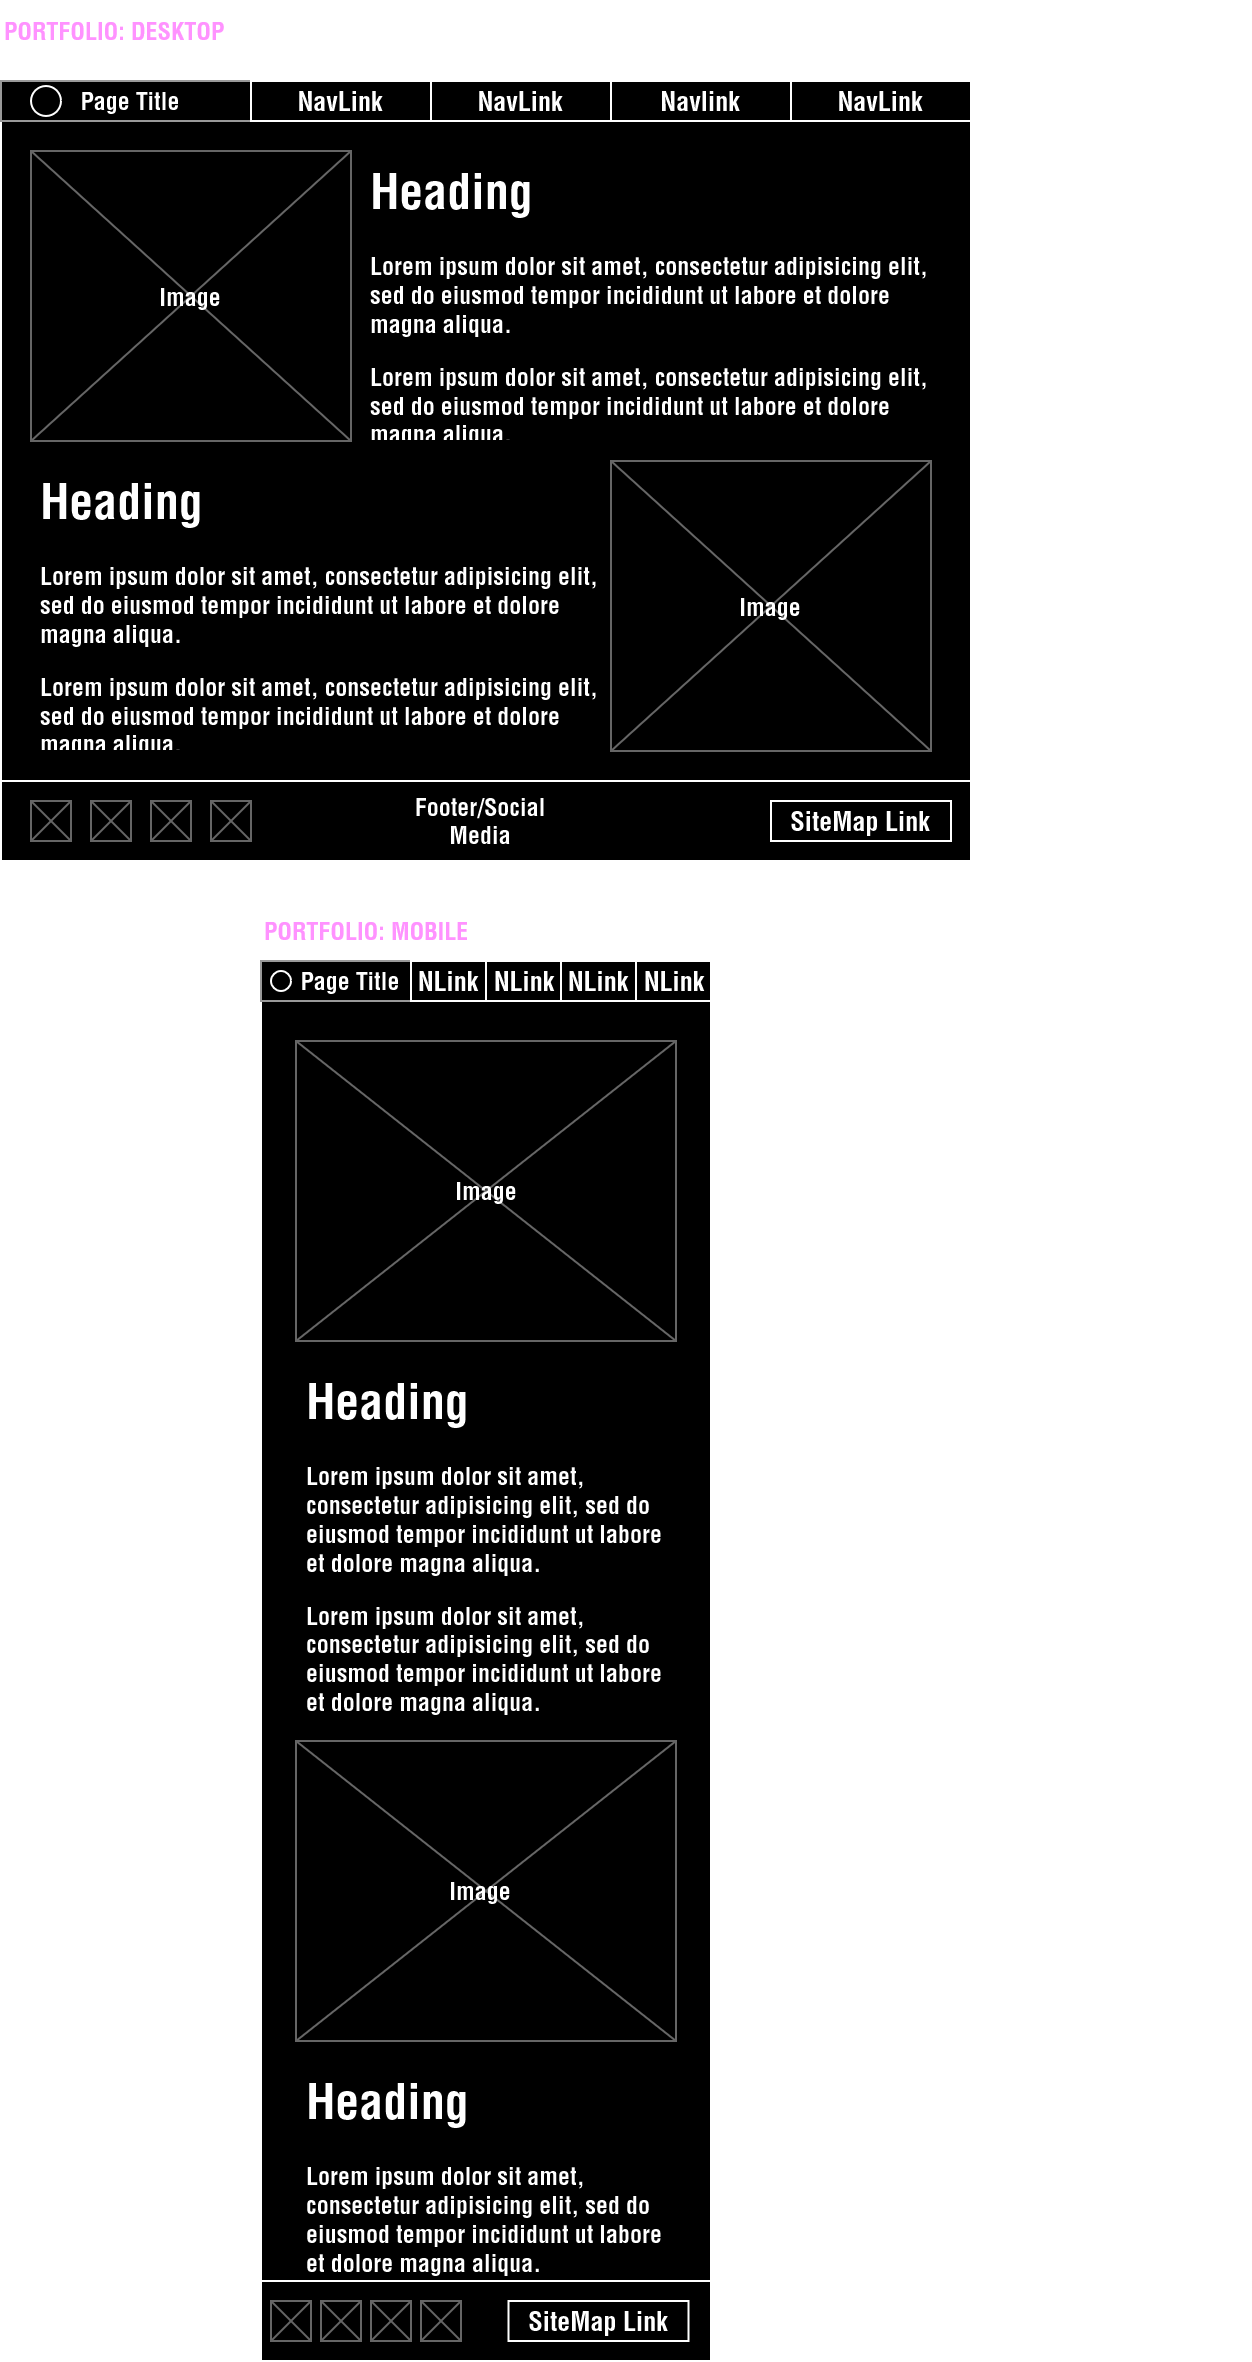 PORTFOLIO: DESKTOP
Page Title
NavLink
NavLink
Navlink
NavLink
Image
Heading
Lorem ipsum dolor sit amet, consectetur adipisicing elit,
sed do eiusmod tempor incididunt ut labore et dolore
magna aliqua.
Lorem ipsum dolor sit amet, consectetur adipisicing elit,
sed do eiusmod tempor incididunt ut labore et dolore
magna aliqua.
Heading
Lorem ipsum dolor sit amet, consectetur adipisicing elit,
sed do eiusmod tempor incididunt ut labore et dolore
magna aliqua.
Lorem ipsum dolor sit amet, consectetur adipisicing elit,
sed do eiusmod tempor incididunt ut labore et dolore
magna aliqua.
Image
Footer/Social
Media
SiteMap Link
PORTFOLIO: MOBILE
Page Title
NLink
NLink
NLink
NLink
Image
Heading
Lorem ipsum dolor sit amet,
consectetur adipisicing elit, sed do
eiusmod tempor incididunt ut labore
et dolore magna aliqua.
Lorem ipsum dolor sit amet,
consectetur adipisicing elit, sed do
eiusmod tempor incididunt ut labore
et dolore magna aliqua.
Image
Heading
Lorem ipsum dolor sit amet,
consectetur adipisicing elit, sed do
eiusmod tempor incididunt ut labore
et dolore magna aliqua.
SiteMap Link